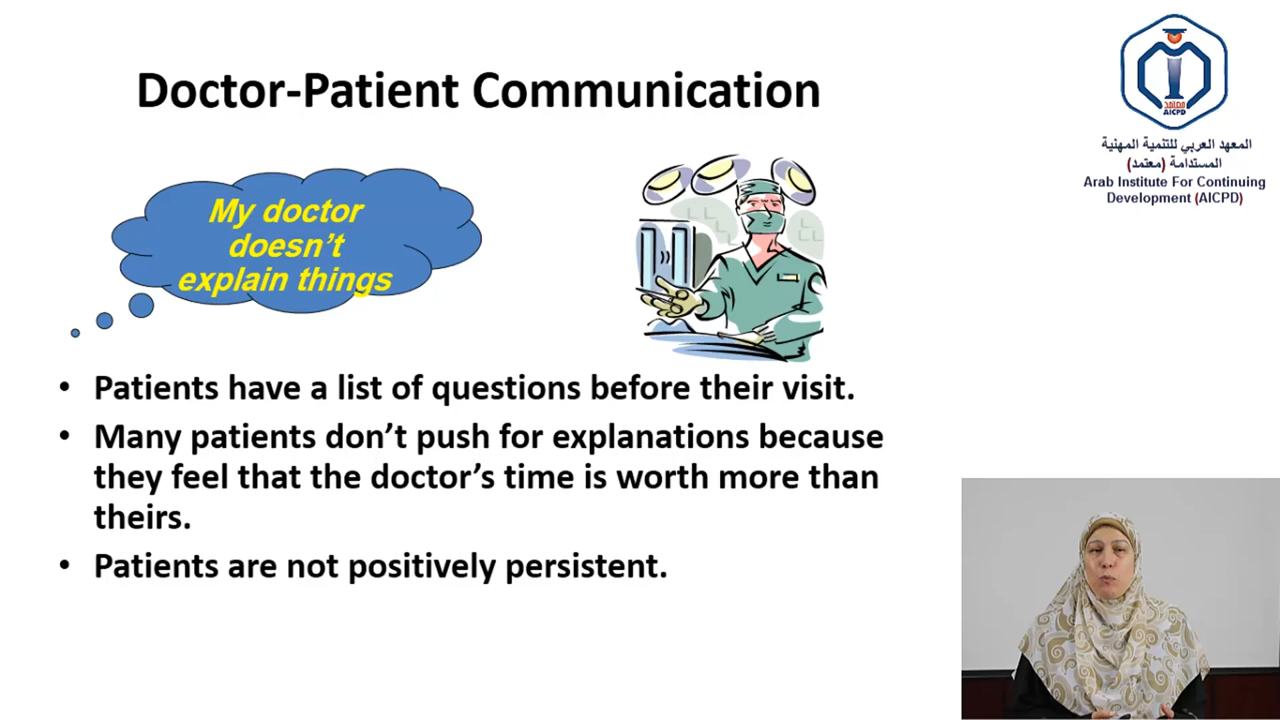 Doctor-Patient Communication
معتمد
AICPD
المعهد العربي للتنمية المهنية
المستدامة (معتمد)
Arab Institute For Continuing
Development (AICPD)
My doctor
doesn't
explain things
• Patients have a list of questions before their visit.
• Many patients don't push for explanations because
they feel that the doctor's time is worth more than
theirs.
• Patients are not positively persistent.